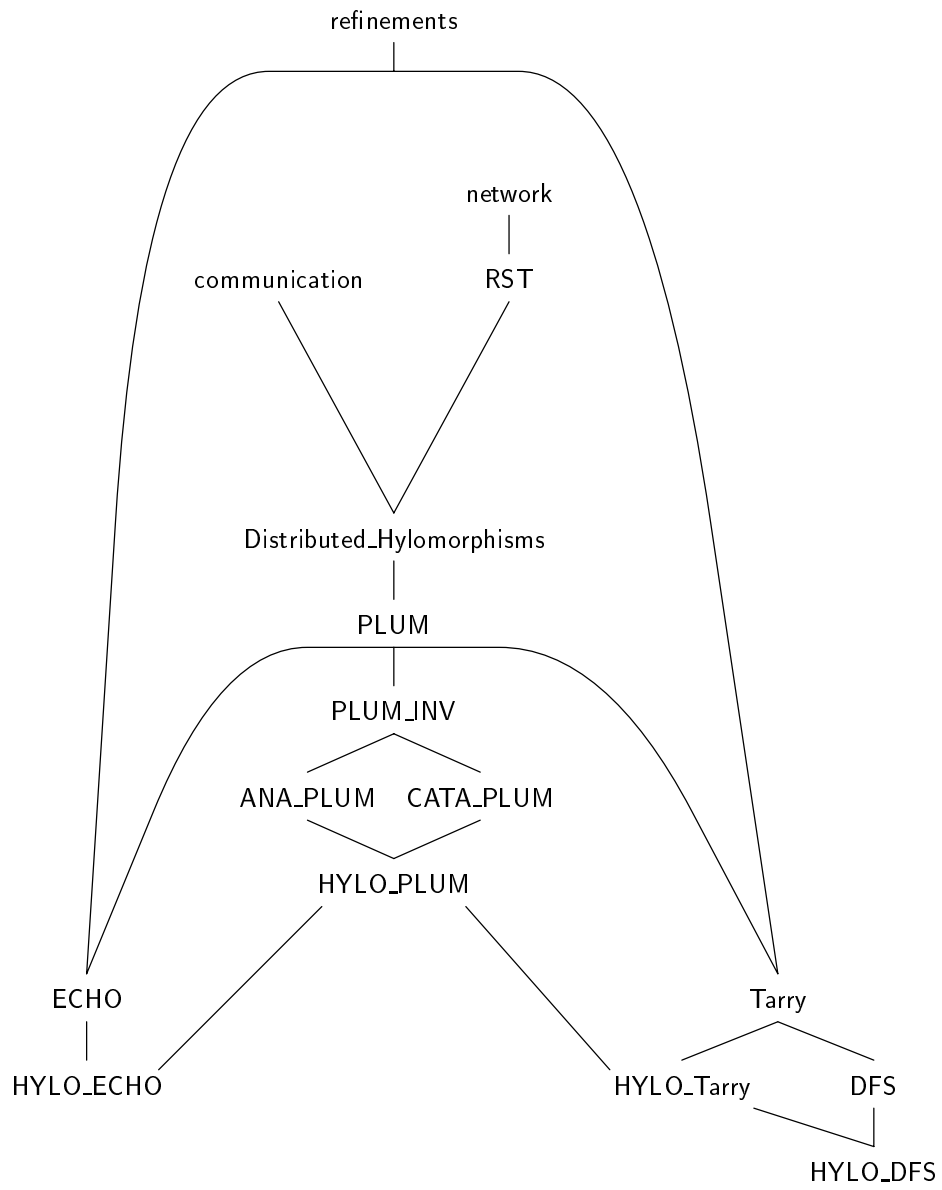 refinements
network
communication
RST
Distributed_Hylomorphisms
PLUM
PLUM_INV
ANA_PLUM CATA_PLUM
HYLO_PLUM
ECHO
Tarry
HYLO_ECHO
HYLO_Tarry
DFS
HYLO_DFS